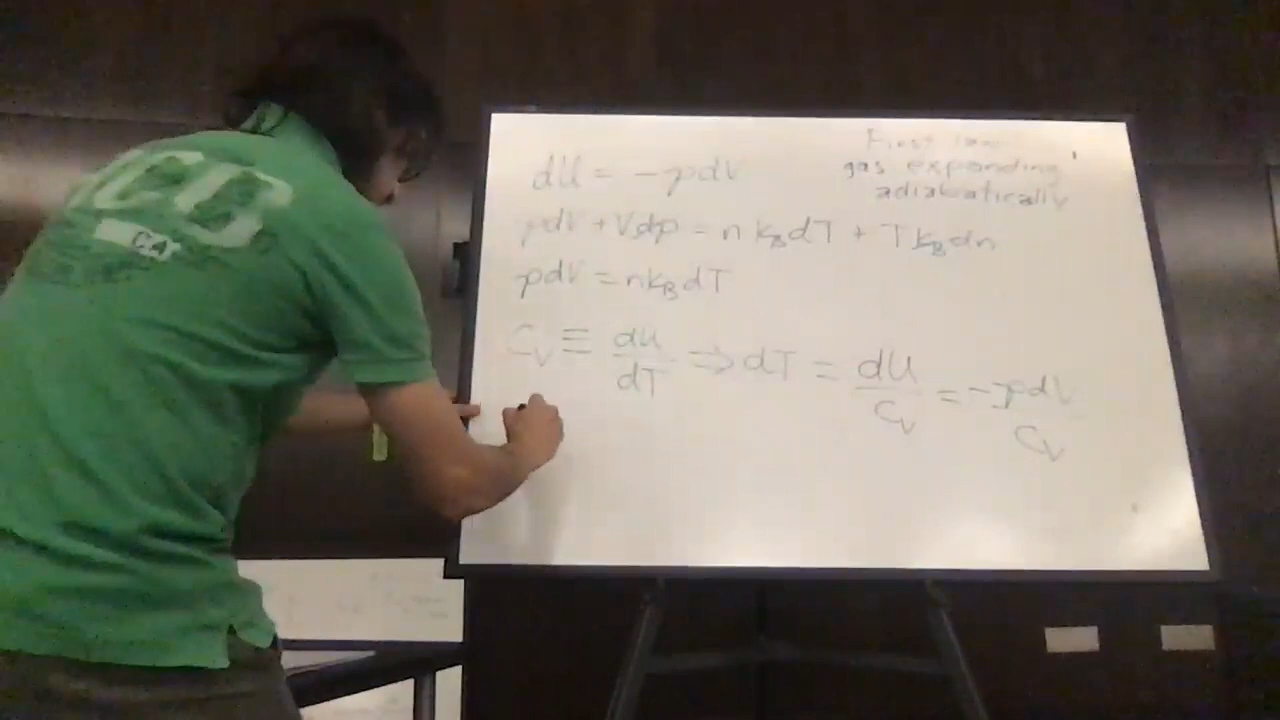 First law
gas expanding
adiabatically
dU = -pdV
pdV + Vdp = nk_BdT + Tk_Bdn
pdV = nk_BdT
C_V ≡ dU/dT ⇒ dT = dU/C_V = -pdV/C_V
CAT